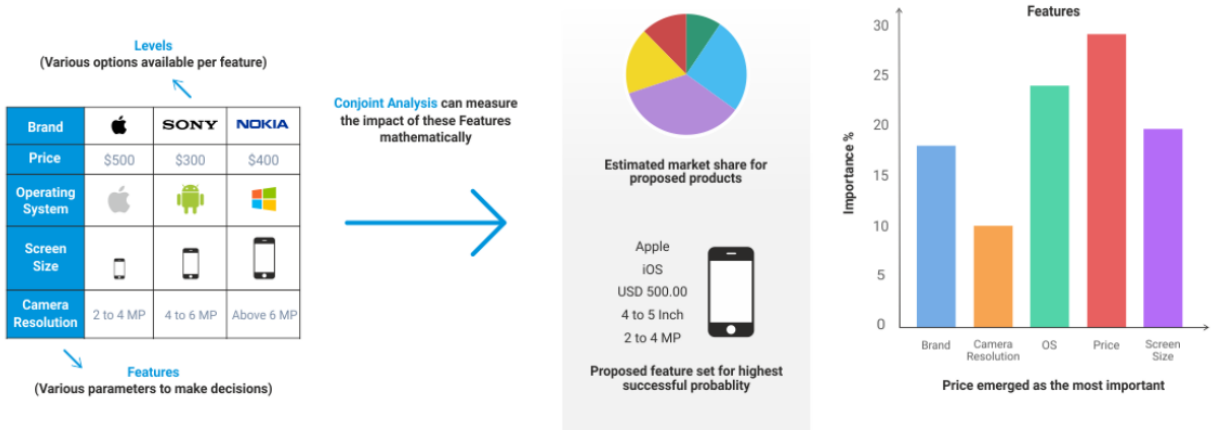 Levels
(Various options available per feature)
Brand
SONY
NOKIA
Price
$500
$300
$400
Operating
System
Screen
Size
Camera
Resolution
2 to 4 MP
4 to 6 MP
Above 6 MP
Features
(Various parameters to make decisions)
Conjoint Analysis can measure
the impact of these Features
mathematically
Estimated market share for
proposed products
Apple
iOS
USD 500.00
4 to 5 Inch
2 to 4 MP
Proposed feature set for highest
successful probablity
Features
Importance %
30
25
20
15
10
5
0
Brand
Camera
Resolution
OS
Price
Screen
Size
Price emerged as the most important